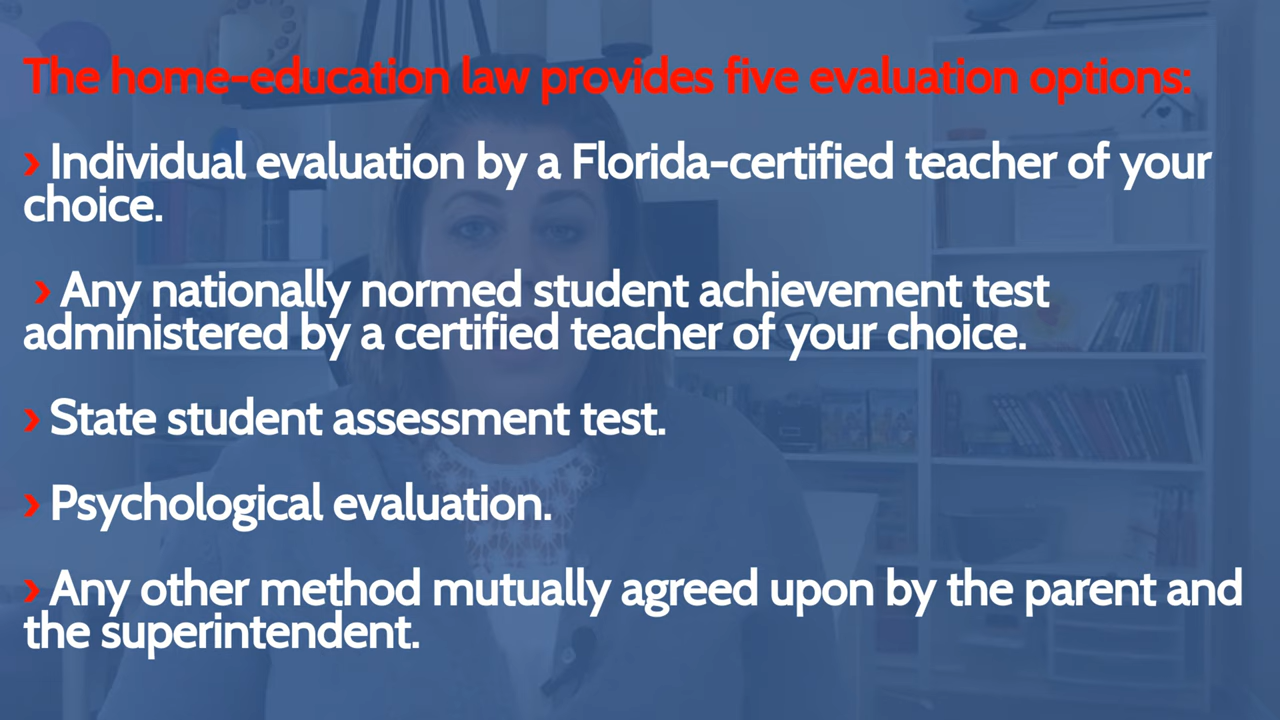 The home-education law provides five evaluation options:
› Individual evaluation by a Florida-certified teacher of your
choice.
› Any nationally normed student achievement test
administered by a certified teacher of your choice.
› State student assessment test.
› Psychological evaluation.
› Any other method mutually agreed upon by the parent and
the superintendent.